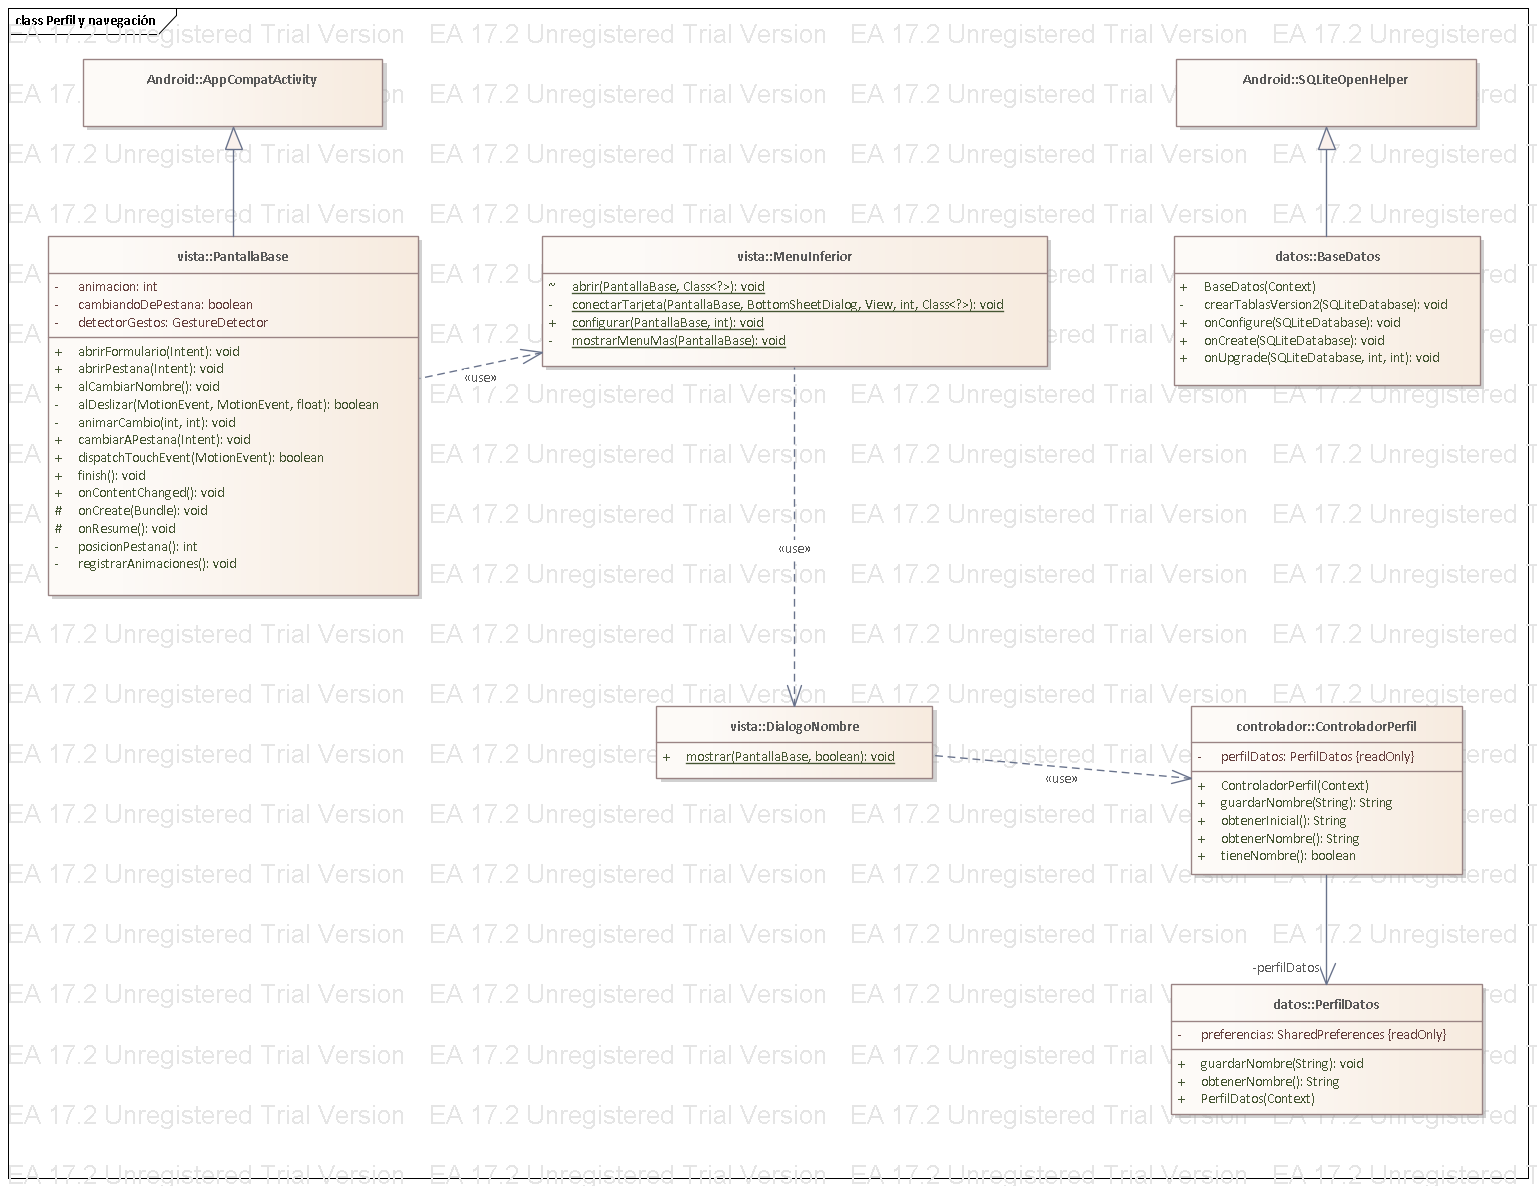 class Perfil y navegación
EA 17.2 Unregistered Trial Version
Android::AppCompatActivity
Android::SQLiteOpenHelper
vista::PantallaBase
- animacion: int
- cambiandoDePestana: boolean
- detectorGestos: GestureDetector
+ abrirFormulario(Intent): void
+ abrirPestana(Intent): void
+ alCambiarNombre(): void
- alDeslizar(MotionEvent, MotionEvent, float): boolean
- animarCambio(int, int): void
+ cambiarAPestana(Intent): void
+ dispatchTouchEvent(MotionEvent): boolean
+ finish(): void
+ onContentChanged(): void
# onCreate(Bundle): void
# onResume(): void
- posicionPestana(): int
- registrarAnimaciones(): void
«use»
vista::MenuInferior
~ abrir(PantallaBase, Class<?>): void
- conectarTarjeta(PantallaBase, BottomSheetDialog, View, int, Class<?>): void
+ configurar(PantallaBase, int): void
- mostrarMenuMas(PantallaBase): void
datos::BaseDatos
+ BaseDatos(Context)
- crearTablasVersion2(SQLiteDatabase): void
+ onConfigure(SQLiteDatabase): void
+ onCreate(SQLiteDatabase): void
+ onUpgrade(SQLiteDatabase, int, int): void
«use»
vista::DialogoNombre
+ mostrar(PantallaBase, boolean): void
«use»
controlador::ControladorPerfil
- perfilDatos: PerfilDatos {readOnly}
+ ControladorPerfil(Context)
+ guardarNombre(String): String
+ obtenerInicial(): String
+ obtenerNombre(): String
+ tieneNombre(): boolean
-perfilDatos
datos::PerfilDatos
- preferencias: SharedPreferences {readOnly}
+ guardarNombre(String): void
+ obtenerNombre(): String
+ PerfilDatos(Context)